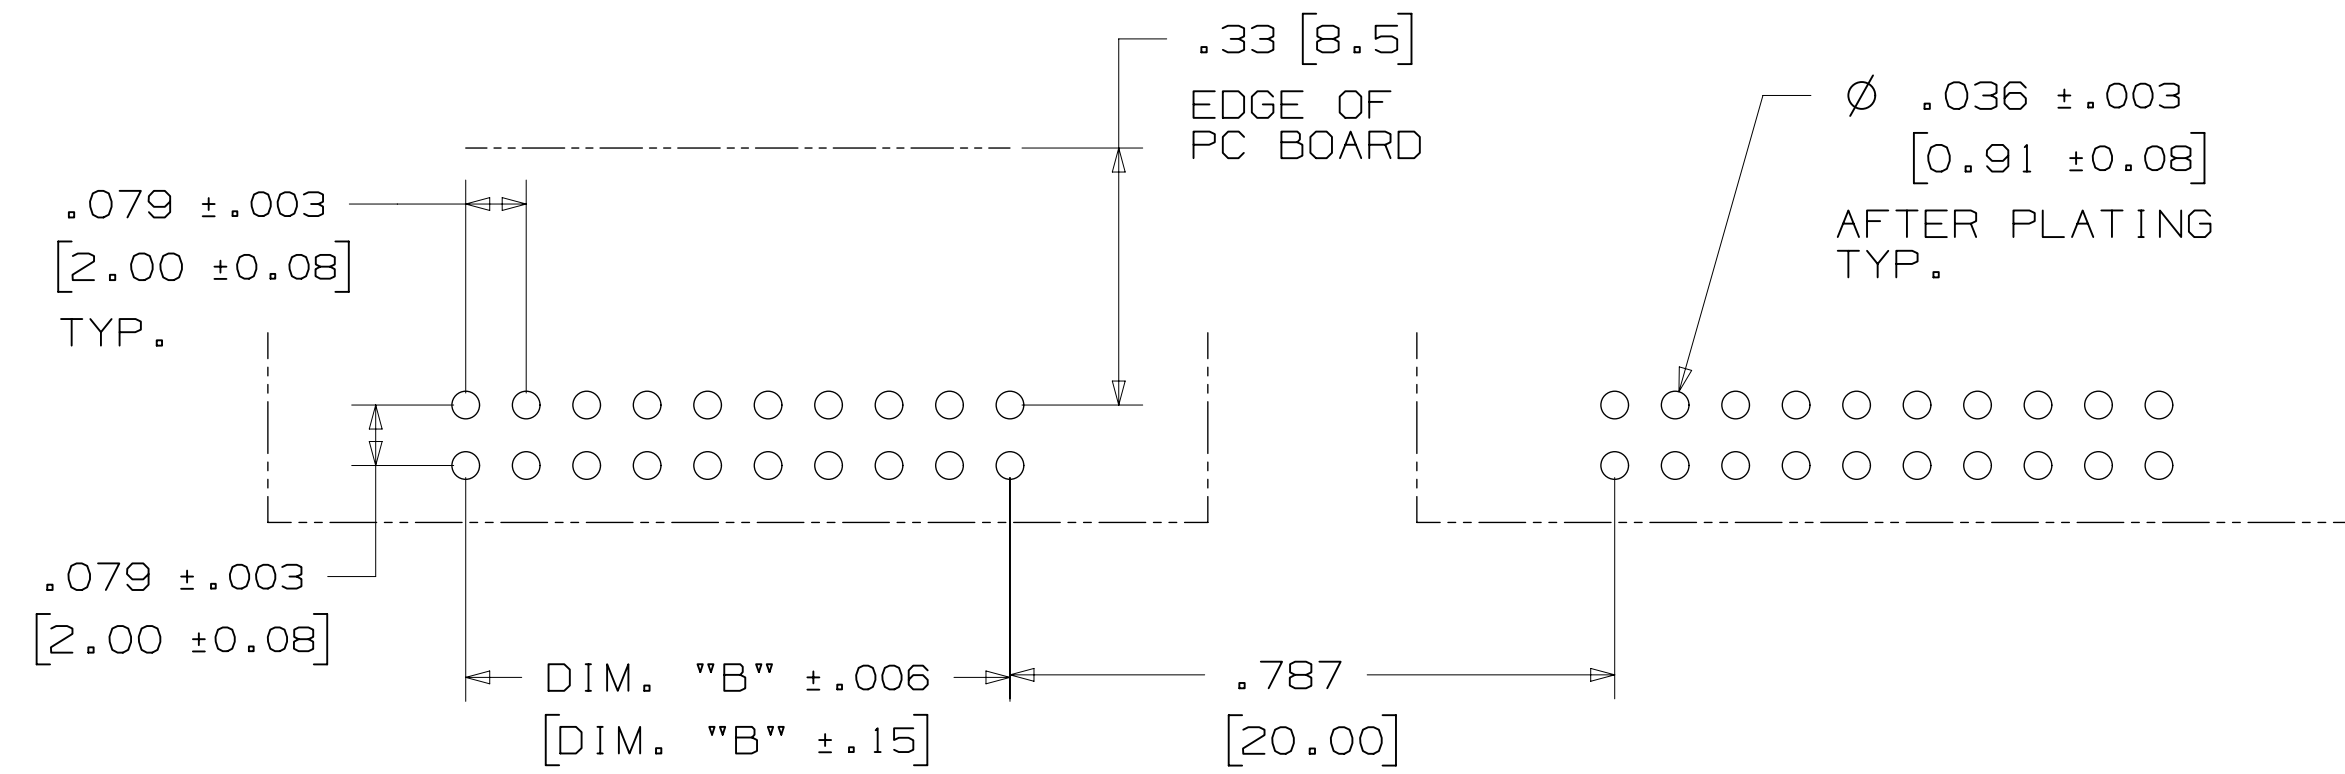 .33 [8.5]
EDGE OF
PC BOARD
Ø .036 ±.003
[0.91 ±0.08]
AFTER PLATING
TYP.
.079 ±.003
[2.00 ±0.08]
TYP.
.079 ±.003
[2.00 ±0.08]
DIM. "B" ±.006
[DIM. "B" ±.15]
.787
[20.00]